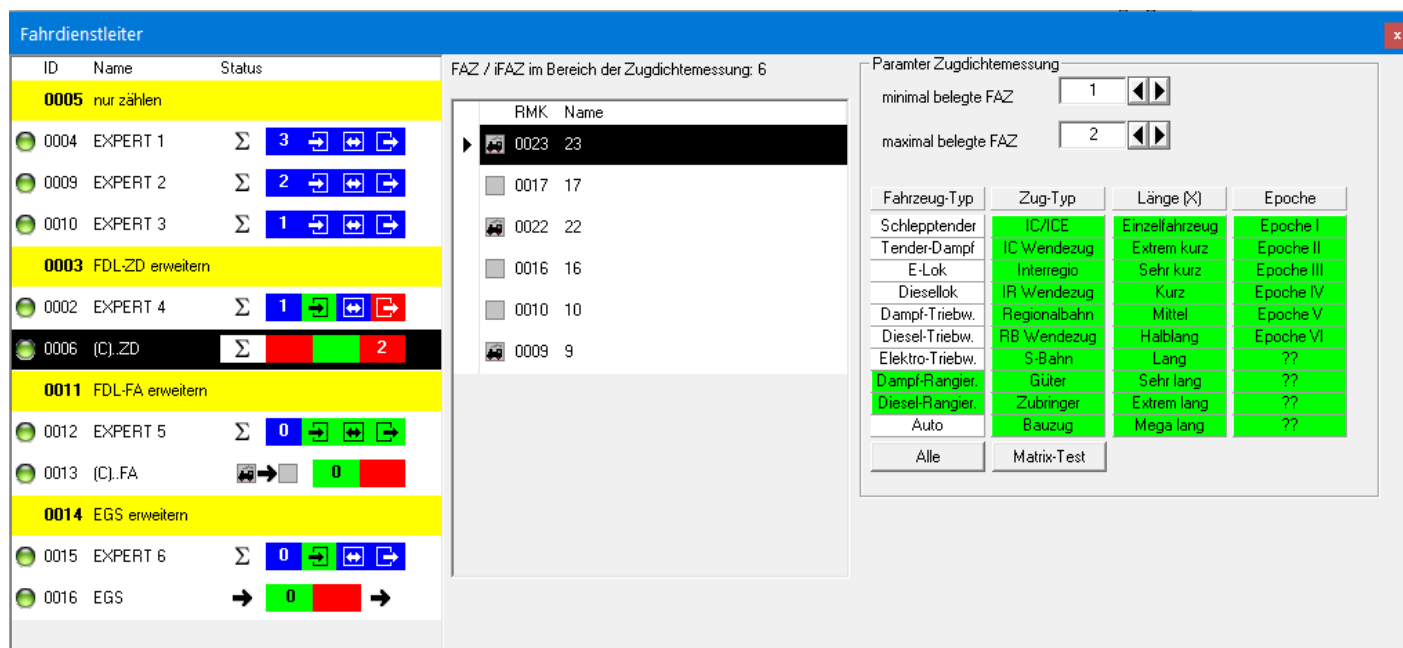 Fahrdienstleiter
x
ID Name Status
0005 nur zählen
0004 EXPERT 1 Σ 3
0009 EXPERT 2 Σ 2
0010 EXPERT 3 Σ 1
0003 FDL-ZD erweitern
0002 EXPERT 4 Σ 1
0006 (C)..ZD Σ 2
0011 FDL-FA erweitern
0012 EXPERT 5 Σ 0
0013 (C)..FA 0
0014 EGS erweitern
0015 EXPERT 6 Σ 0
0016 EGS 0
FAZ / iFAZ im Bereich der Zugdichtemessung: 6
RMK Name
0023 23
0017 17
0022 22
0016 16
0010 10
0009 9
Paramter Zugdichtemessung
minimal belegte FAZ 1
maximal belegte FAZ 2
Fahrzeug-Typ Zug-Typ Länge (X) Epoche
Schlepptender IC/ICE Einzelfahrzeug Epoche I
Tender-Dampf IC Wendezug Extrem kurz Epoche II
E-Lok Interregio Sehr kurz Epoche III
Diesellok IR Wendezug Kurz Epoche IV
Dampf-Triebw. Regionalbahn Mittel Epoche V
Diesel-Triebw. RB Wendezug Halblang Epoche VI
Elektro-Triebw. S-Bahn Lang ??
Dampf-Rangier. Güter Sehr lang ??
Diesel-Rangier. Zubringer Extrem lang ??
Auto Bauzug Mega lang ??
Alle Matrix-Test